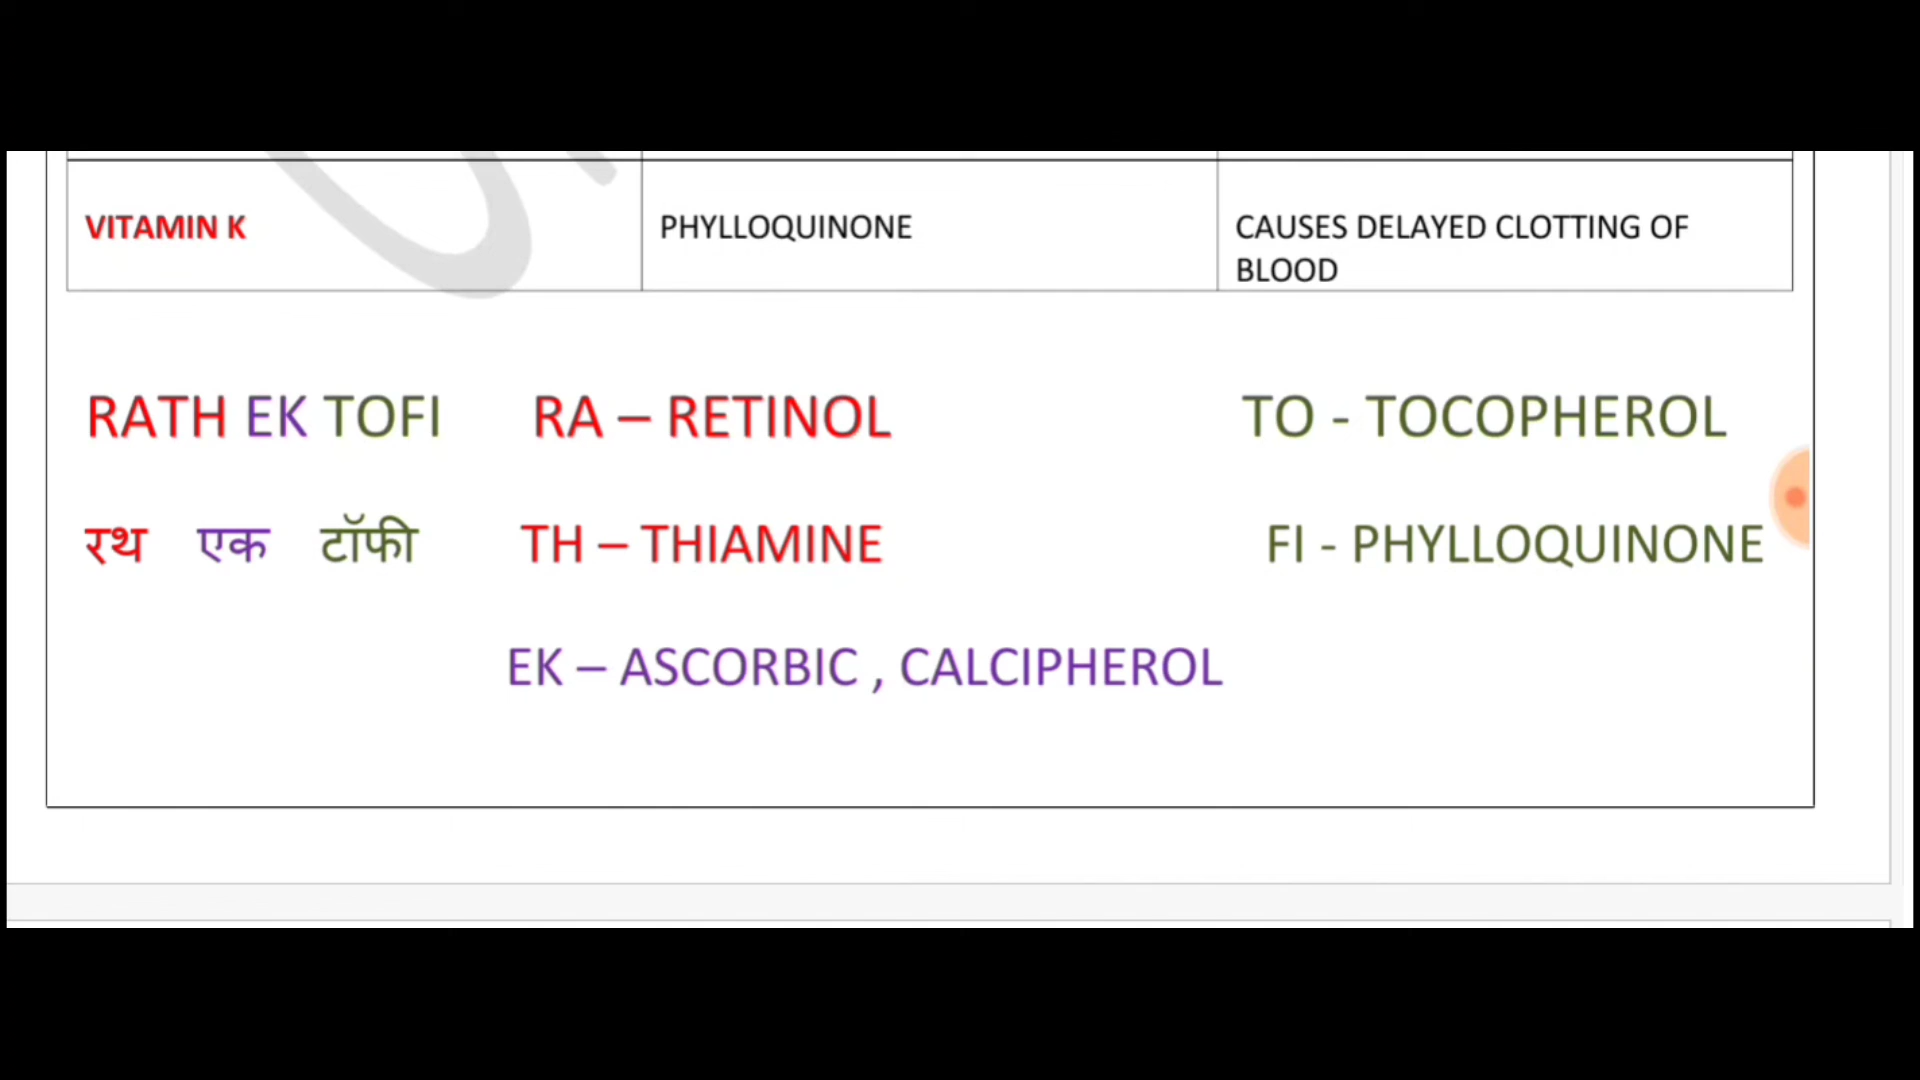 VITAMIN K
PHYLLOQUINONE
CAUSES DELAYED CLOTTING OF
BLOOD
RATH EK TOFI
RA – RETINOL
TO - TOCOPHEROL
रथ एक टॉफी
TH – THIAMINE
FI - PHYLLOQUINONE
EK – ASCORBIC , CALCIPHEROL